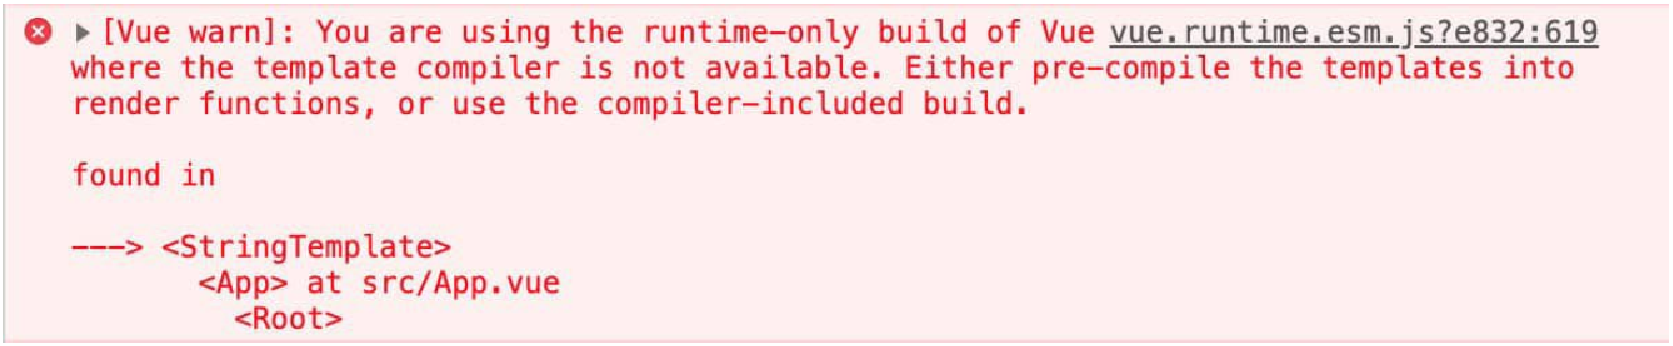 [Vue warn]: You are using the runtime-only build of Vue vue.runtime.esm.js?e832:619
where the template compiler is not available. Either pre-compile the templates into
render functions, or use the compiler-included build.
found in
---> <StringTemplate>
<App> at src/App.vue
<Root>